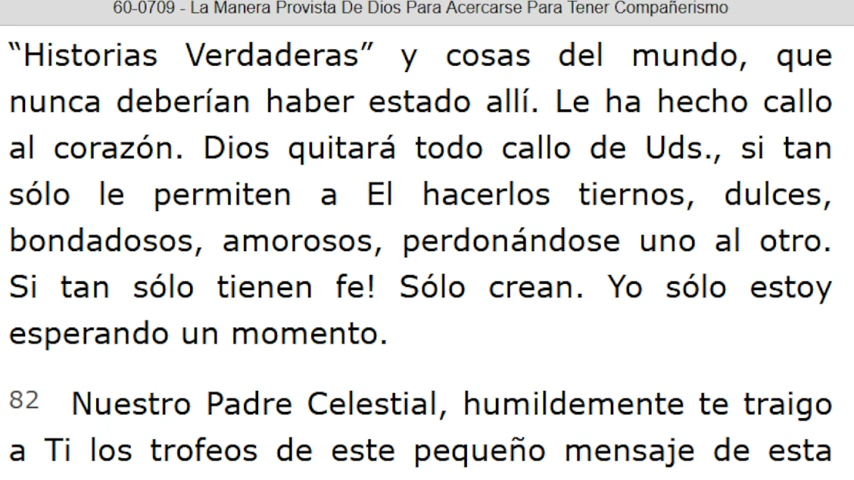 60-0709 - La Manera Provista De Dios Para Acercarse Para Tener Compañerismo
“Historias Verdaderas” y cosas del mundo, que
nunca deberían haber estado allí. Le ha hecho callo
al corazón. Dios quitará todo callo de Uds., si tan
sólo le permiten a El hacerlos tiernos, dulces,
bondadosos, amorosos, perdonándose uno al otro.
Si tan sólo tienen fe! Sólo crean. Yo sólo estoy
esperando un momento.
82 Nuestro Padre Celestial, humildemente te traigo
a Ti los trofeos de este pequeño mensaje de esta